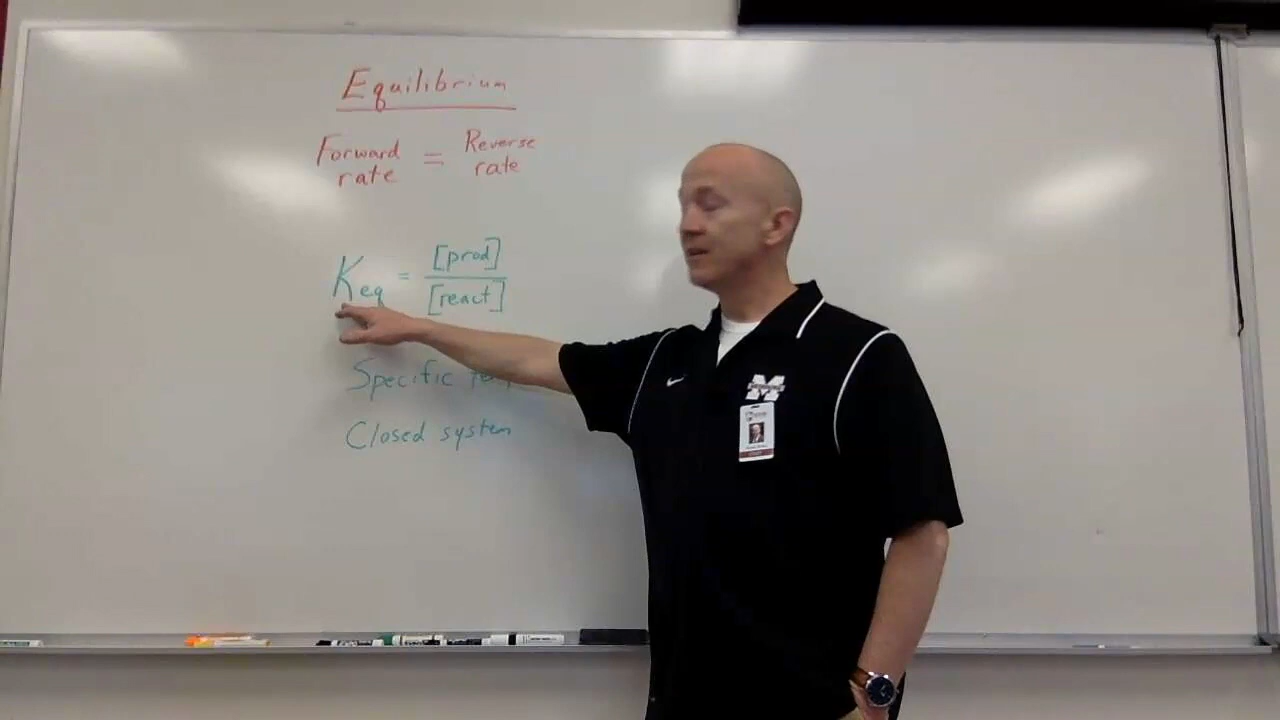 Equilibrium
Forward rate = Reverse rate
Keq = [prod]
[react]
Specific
Closed system
M